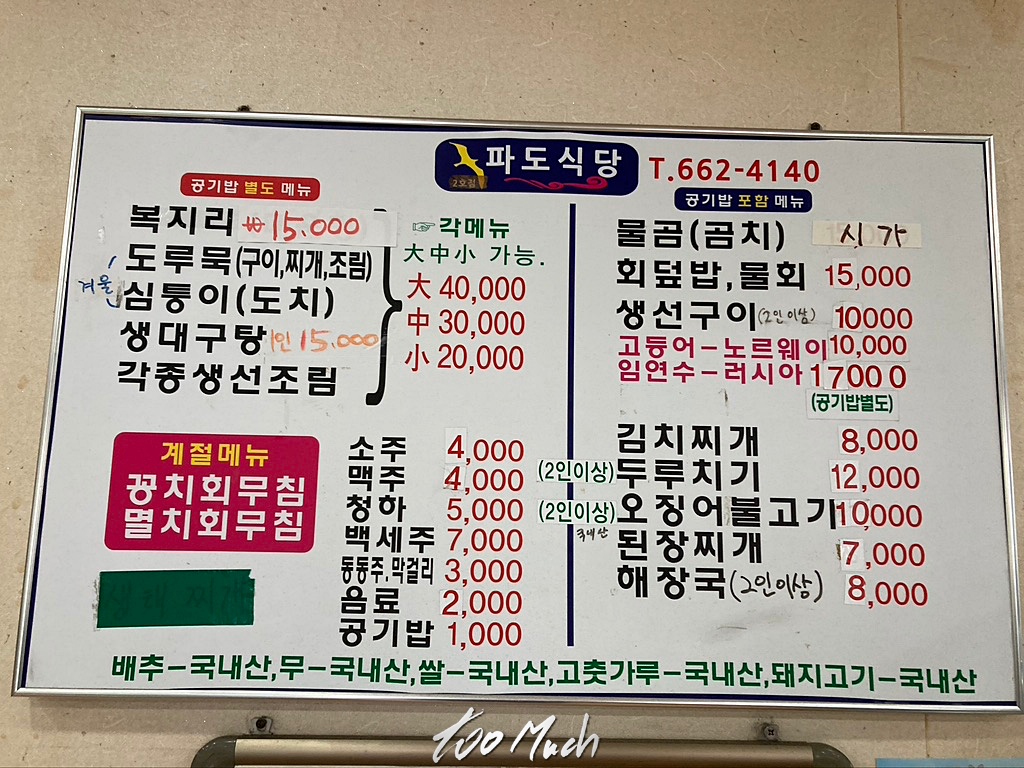 파도식당
2호점
T.662-4140
공기밥 별도 메뉴
복지리 ₩15.000
도루묵(구이,찌개,조림)
겨울
심퉁이(도치)
생대구탕 1인 15.000
각종생선조림
☞각메뉴
大中小 가능.
大 40,000
中 30,000
小 20,000
계절메뉴
꽁치회무침
멸치회무침
소주 4,000
맥주 4,000
청하 5,000
백세주 7,000
동동주.막걸리 3,000
음료 2,000
공기밥 1,000
공기밥 포함 메뉴
물곰(곰치) 시가
회덮밥,물회 15,000
생선구이(2인이상) 10000
고등어-노르웨이 10,000
임연수-러시아 17000
(공기밥별도)
김치찌개 8,000
(2인이상)두루치기 12,000
(2인이상)오징어불고기 10,000
국내산
된장찌개 7,000
해장국(2인이상) 8,000
배추-국내산,무-국내산,쌀-국내산,고춧가루-국내산,돼지고기-국내산
too Much